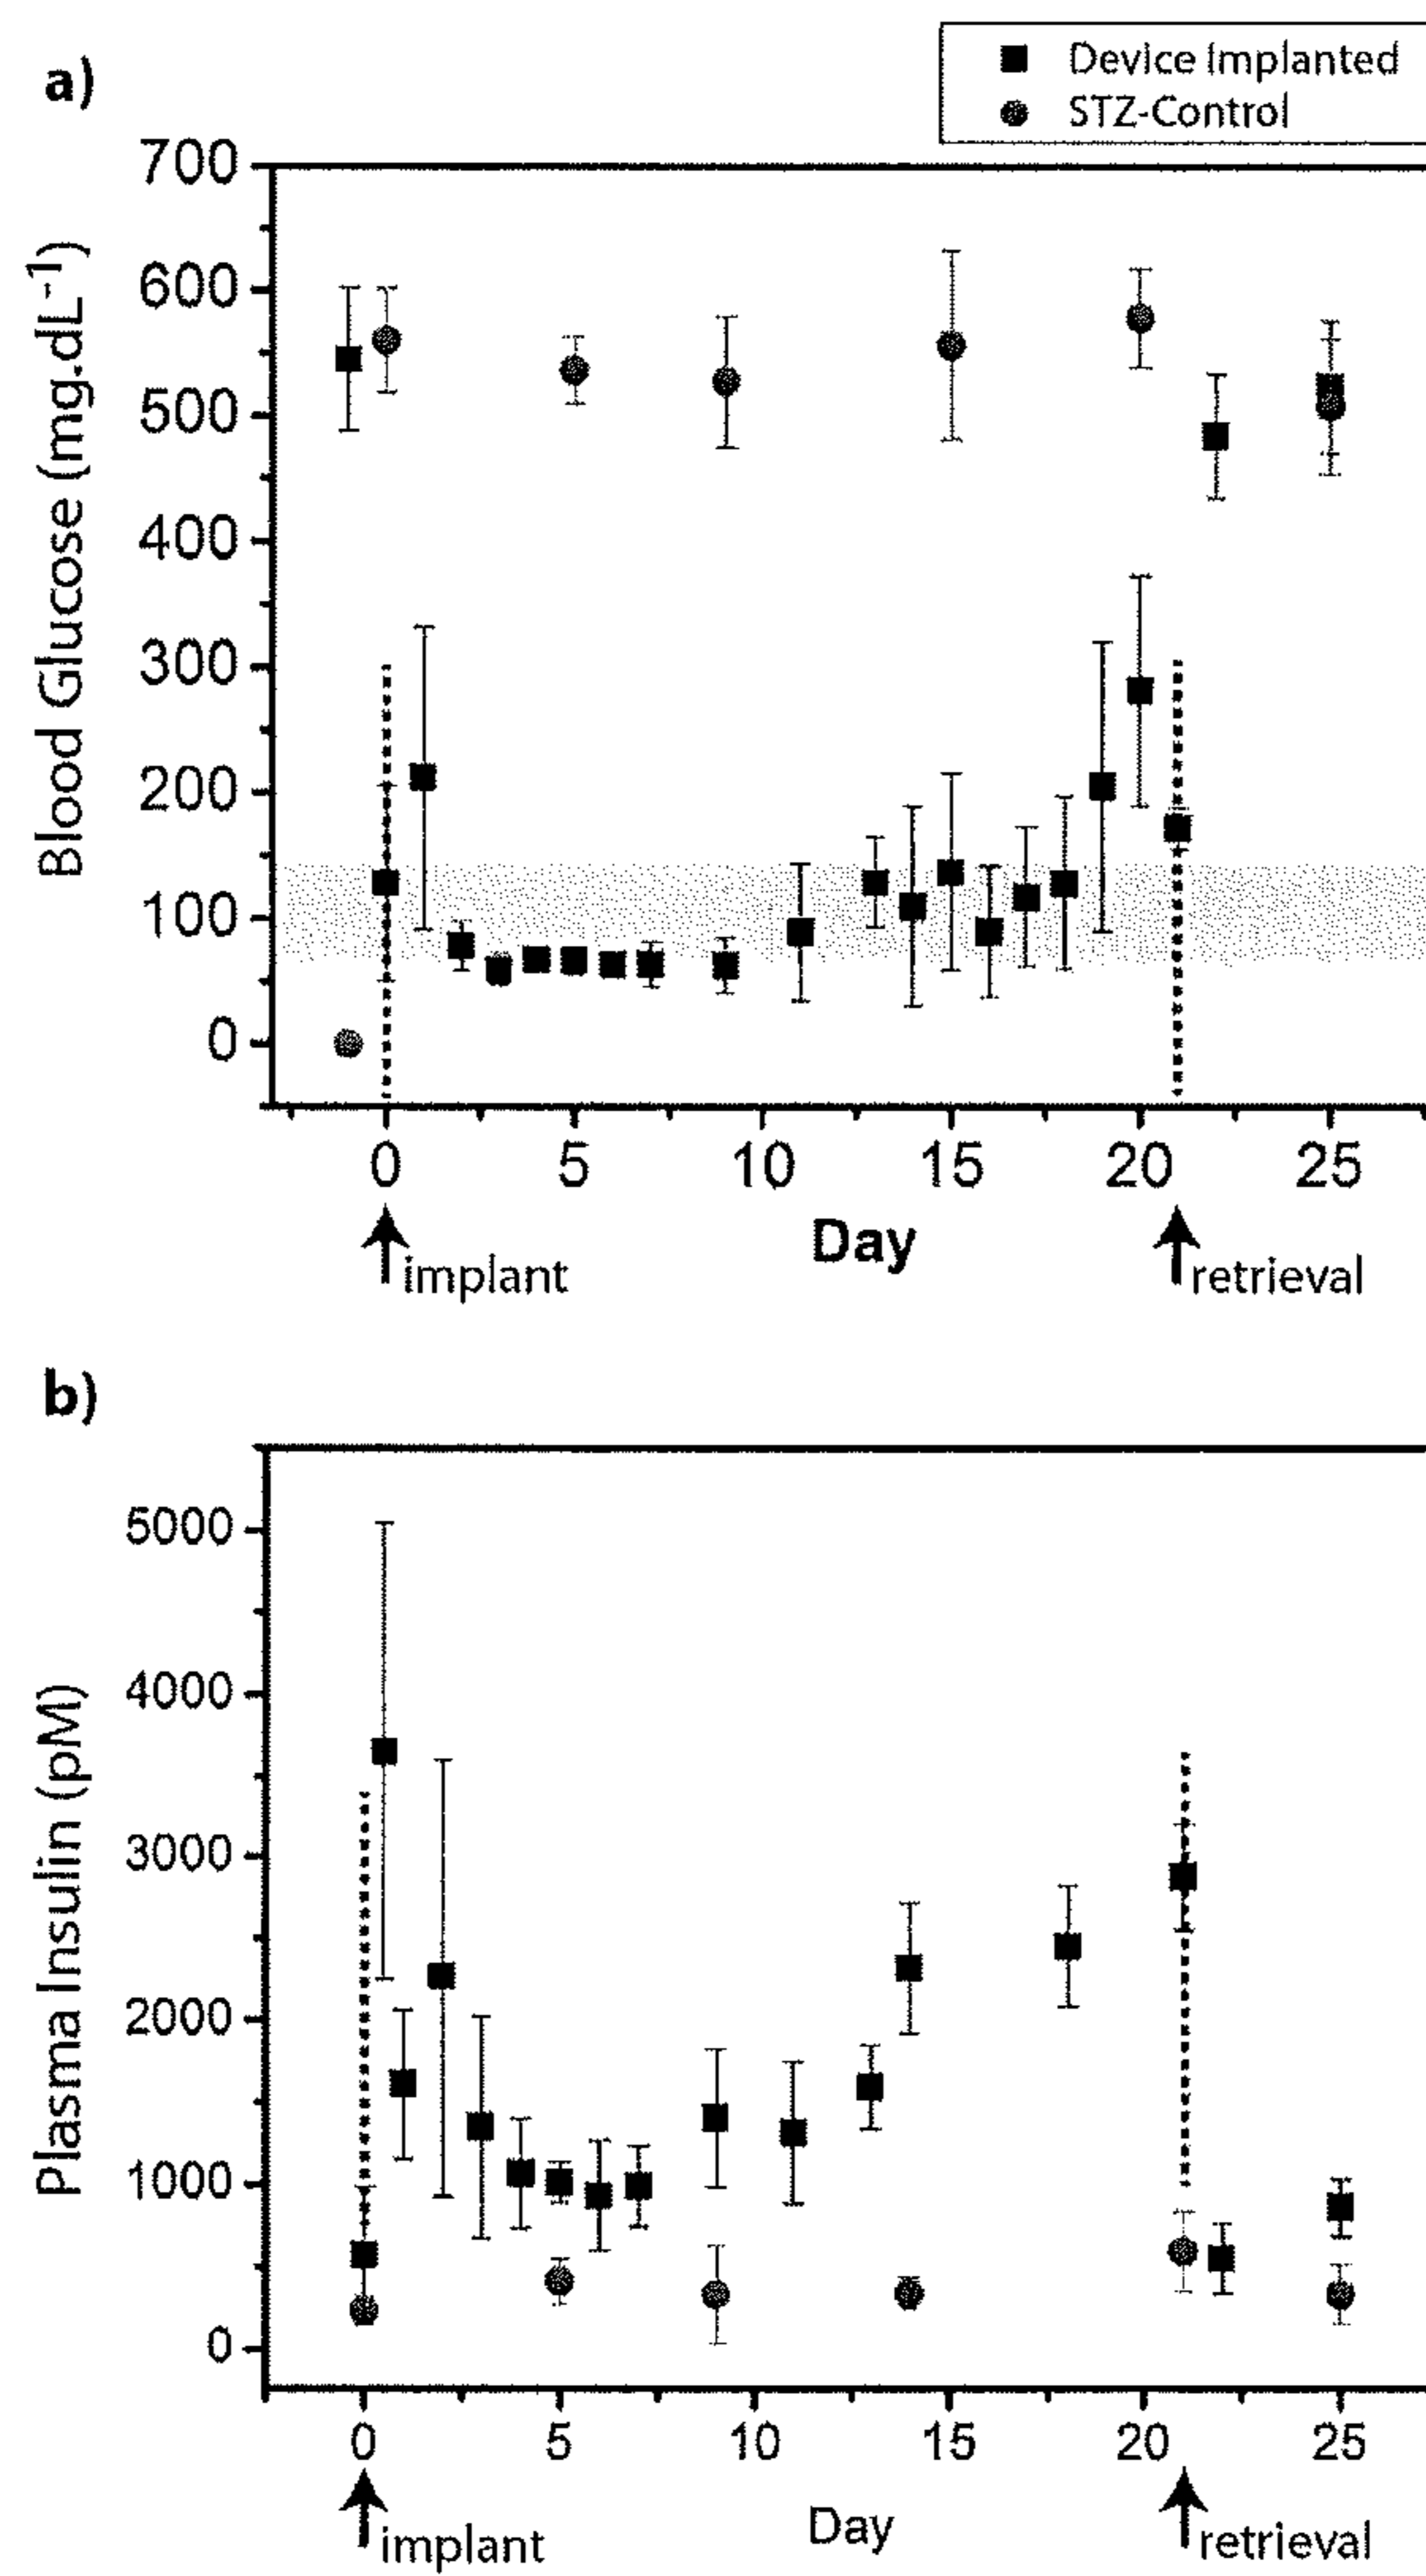 a)
Device Implanted
STZ-Control
700
600
500
400
300
200
100
0
Blood Glucose (mg.dL⁻¹)
0 5 10 15 20 25
Day
implant
retrieval
b)
5000
4000
3000
2000
1000
0
Plasma Insulin (pM)
0 5 10 15 20 25
Day
implant
retrieval